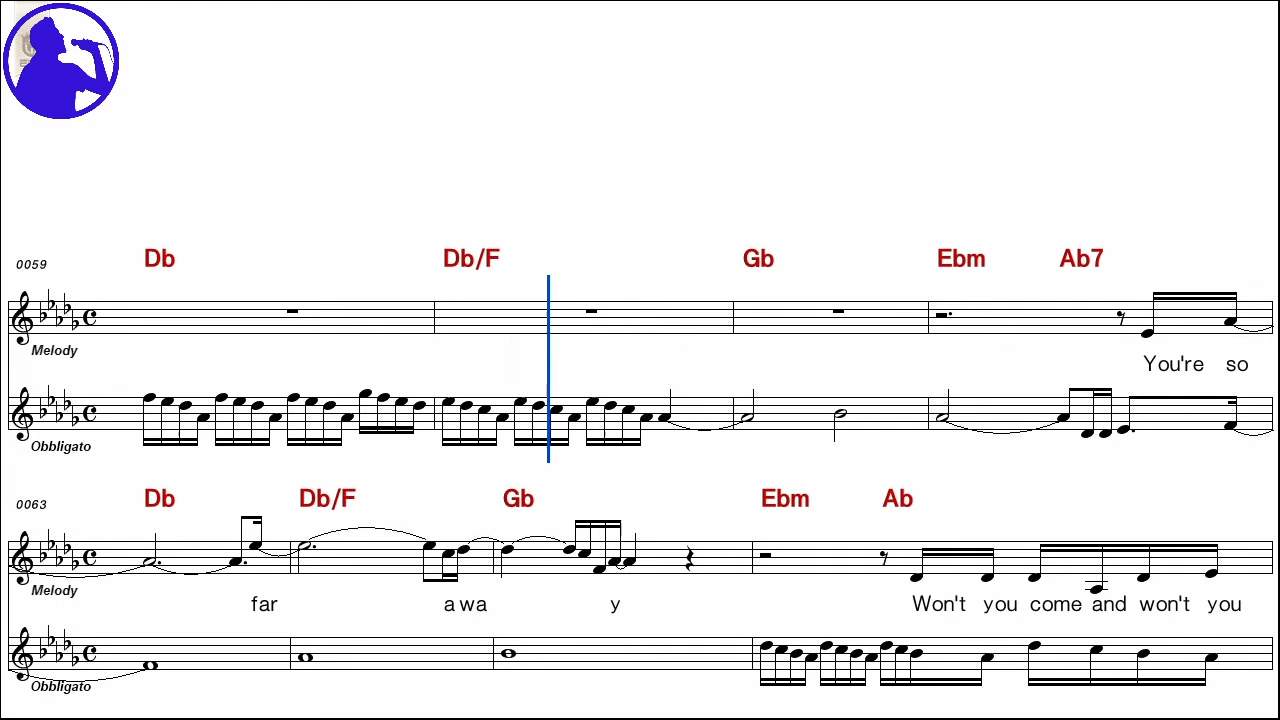 Db Db/F Gb Ebm Ab7
0059
Melody
You're so
Obbligato
Db Db/F Gb Ebm Ab
0063
Melody
far a wa y Won't you come and won't you
Obbligato